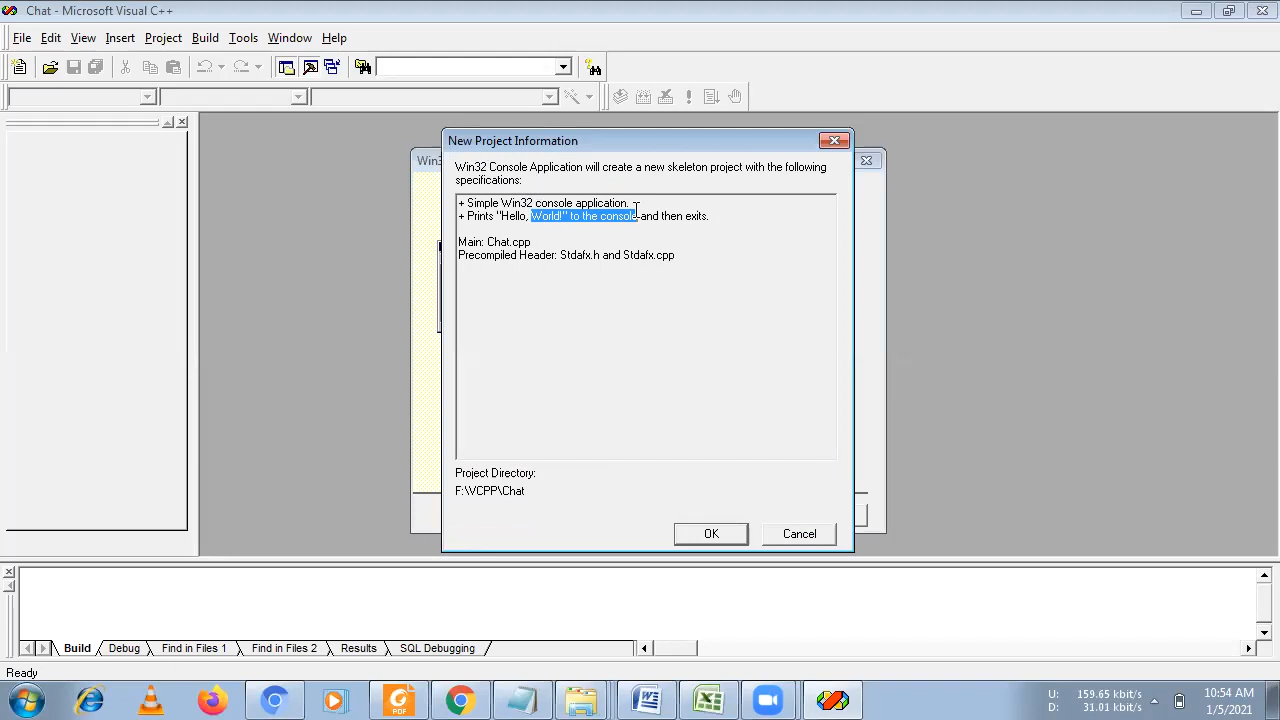 Chat - Microsoft Visual C++
File Edit View Insert Project Build Tools Window Help
Win3
New Project Information
Win32 Console Application will create a new skeleton project with the following
specifications:
+ Simple Win32 console application.
+ Prints "Hello, World!" to the console and then exits.
Main: Chat.cpp
Precompiled Header: Stdafx.h and Stdafx.cpp
Project Directory:
F:\VCPP\Chat
OK Cancel
Build Debug Find in Files 1 Find in Files 2 Results SQL Debugging
Ready
PDF
U: 159.65 kbit/s
D: 31.01 kbit/s
10:54 AM
1/5/2021